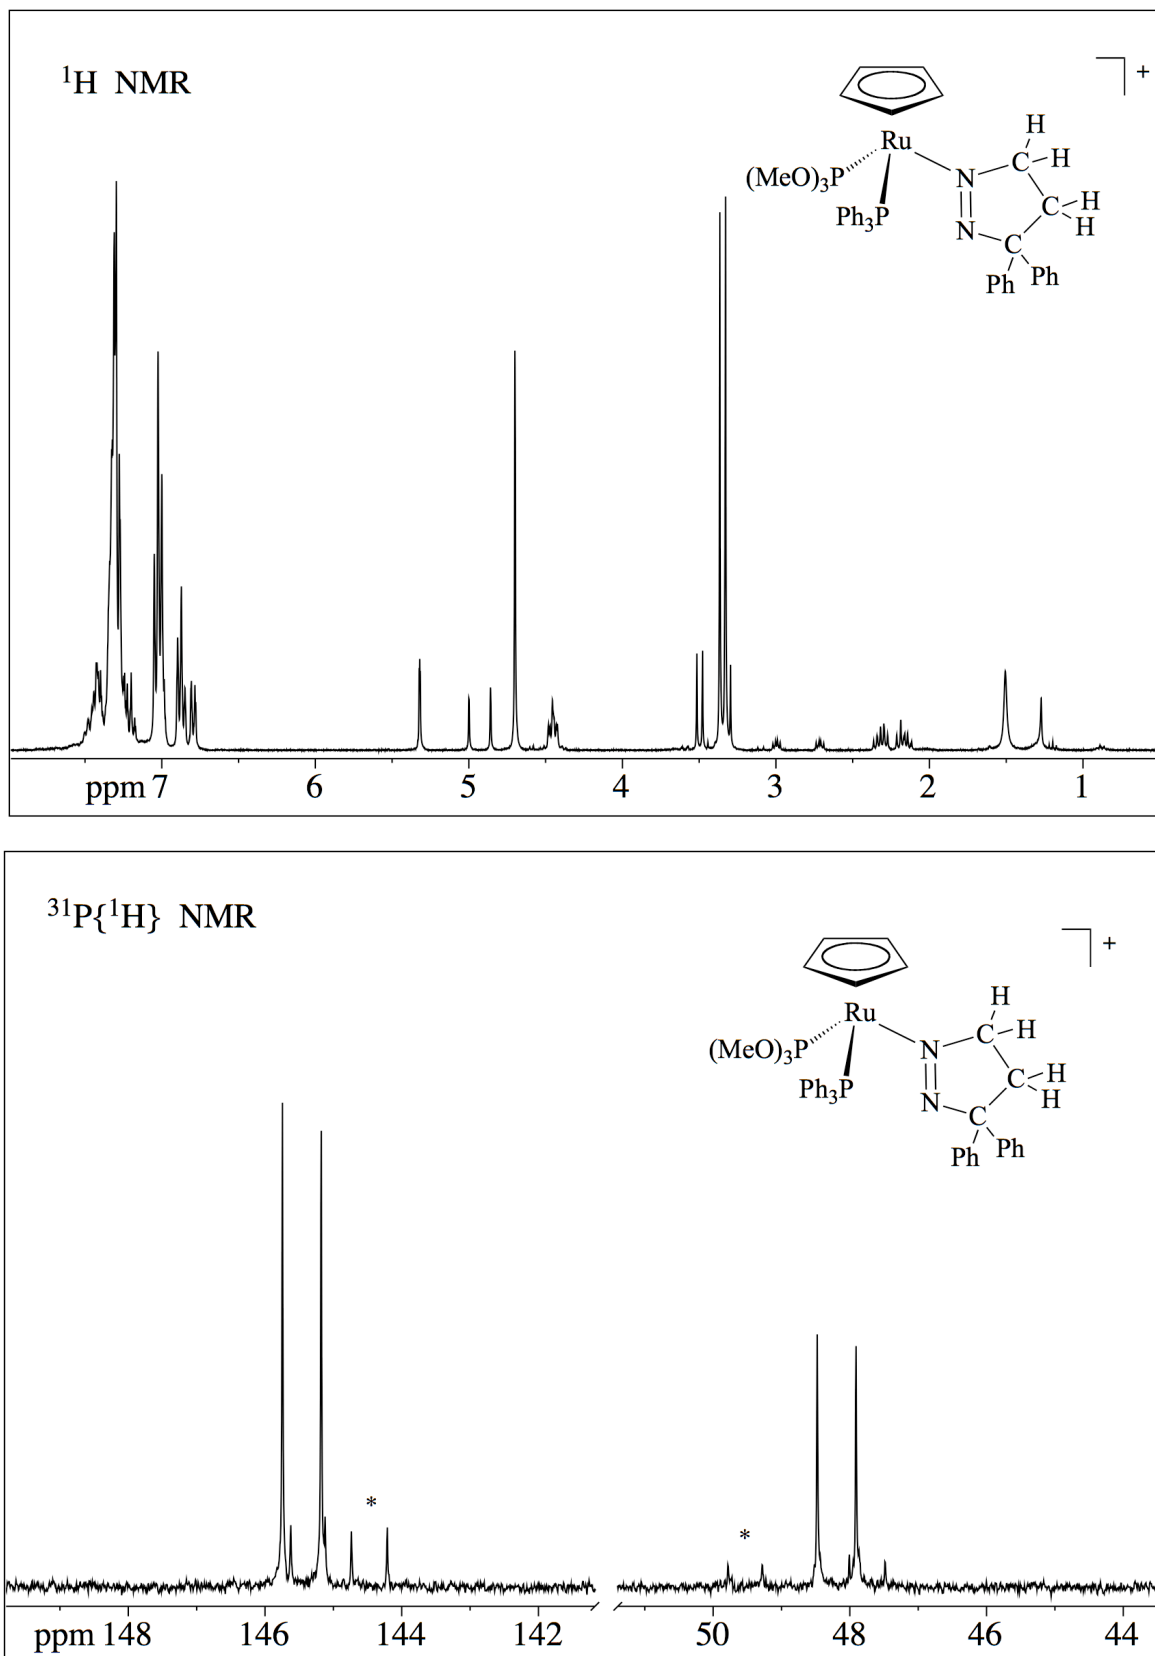 ¹H NMR
+
H
Ru
C
H
(MeO)₃P
N
C
H
Ph₃P
H
N
C
Ph
Ph
ppm 7 6 5 4 3 2 1
³¹P{¹H} NMR
+
H
Ru
C
H
(MeO)₃P
N
C
H
Ph₃P
N
H
C
Ph
Ph
*
*
ppm 148 146 144 142 50 48 46 44